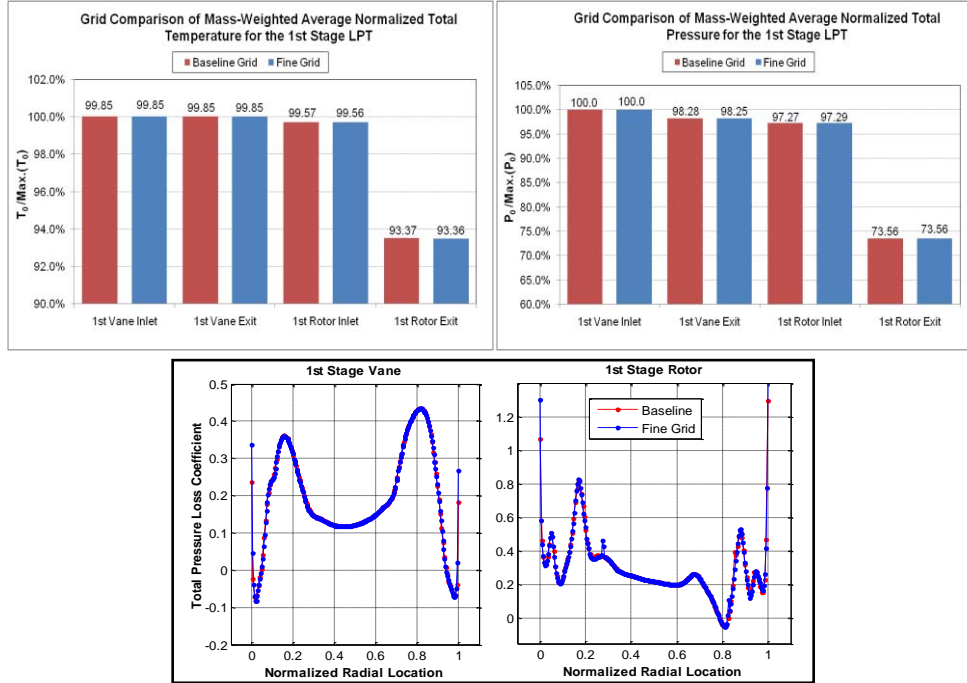 Grid Comparison of Mass-Weighted Average Normalized Total
Temperature for the 1st Stage LPT
Baseline Grid Fine Grid
102.0%
100.0%
98.0%
96.0%
94.0%
92.0%
90.0%
T0/Max.(T0)
99.85 99.85 99.85 99.85 99.57 99.56 93.37 93.36
1st Vane Inlet 1st Vane Exit 1st Rotor Inlet 1st Rotor Exit
Grid Comparison of Mass-Weighted Average Normalized Total
Pressure for the 1st Stage LPT
Baseline Grid Fine Grid
105.0%
100.0%
95.0%
90.0%
85.0%
80.0%
75.0%
70.0%
65.0%
60.0%
P0/Max.(P0)
100.0 100.0 98.28 98.25 97.27 97.29 73.56 73.56
1st Vane Inlet 1st Vane Exit 1st Rotor Inlet 1st Rotor Exit
1st Stage Vane
Total Pressure Loss Coefficient
0.5
0.4
0.3
0.2
0.1
0
-0.1
-0.2
0 0.2 0.4 0.6 0.8 1
Normalized Radial Location
1st Stage Rotor
Baseline
Fine Grid
1.2
1
0.8
0.6
0.4
0.2
0
0 0.2 0.4 0.6 0.8 1
Normalized Radial Location